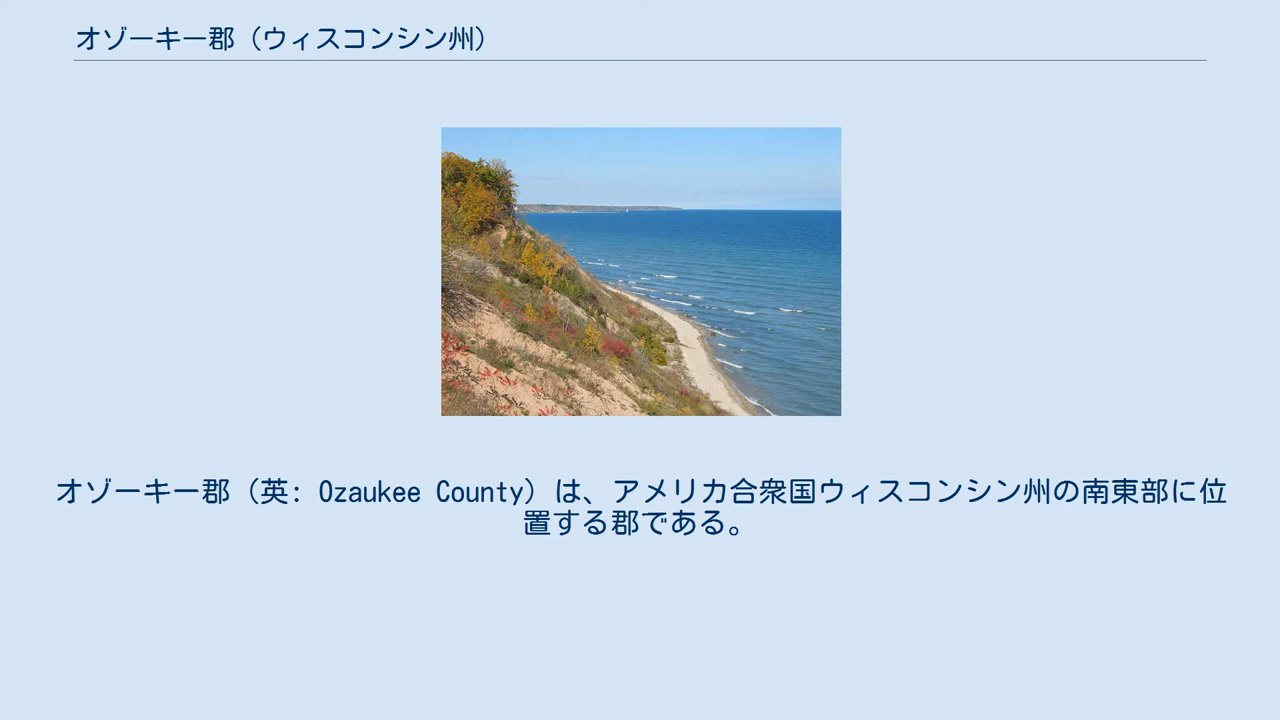 オゾーキー郡（ウィスコンシン州）
オゾーキー郡（英: Ozaukee County）は、アメリカ合衆国ウィスコンシン州の南東部に位
置する郡である。